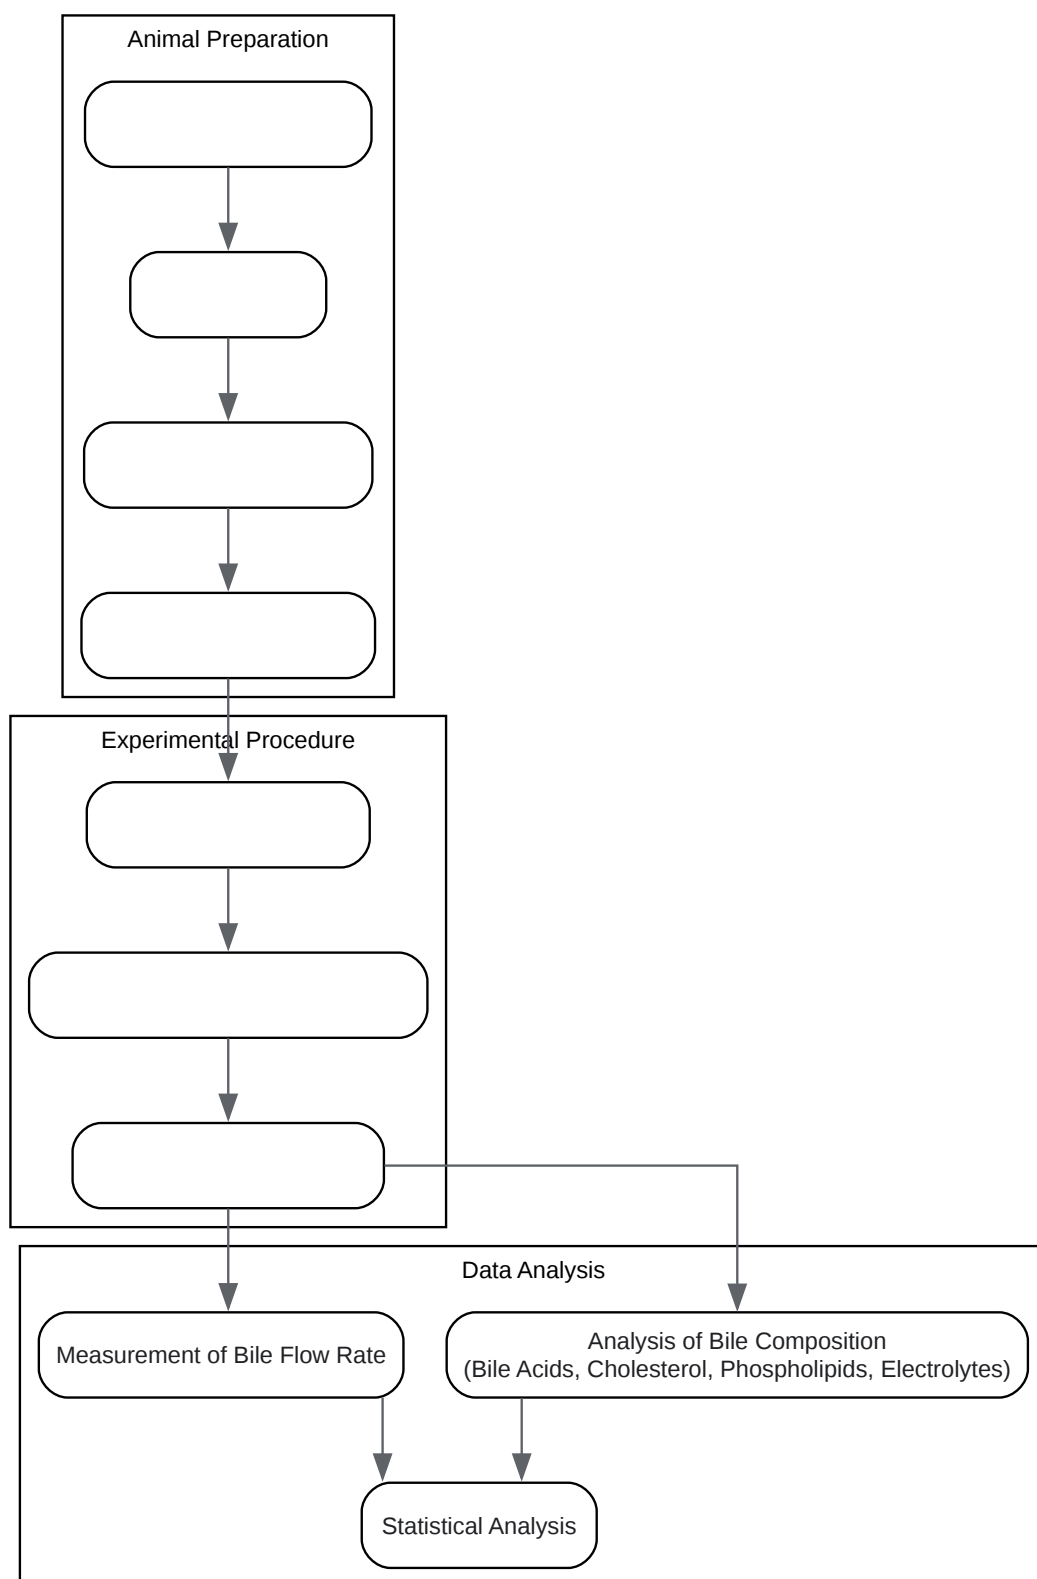 Animal Preparation
Experimental Procedure
Data Analysis
Measurement of Bile Flow Rate
Analysis of Bile Composition
(Bile Acids, Cholesterol, Phospholipids, Electrolytes)
Statistical Analysis